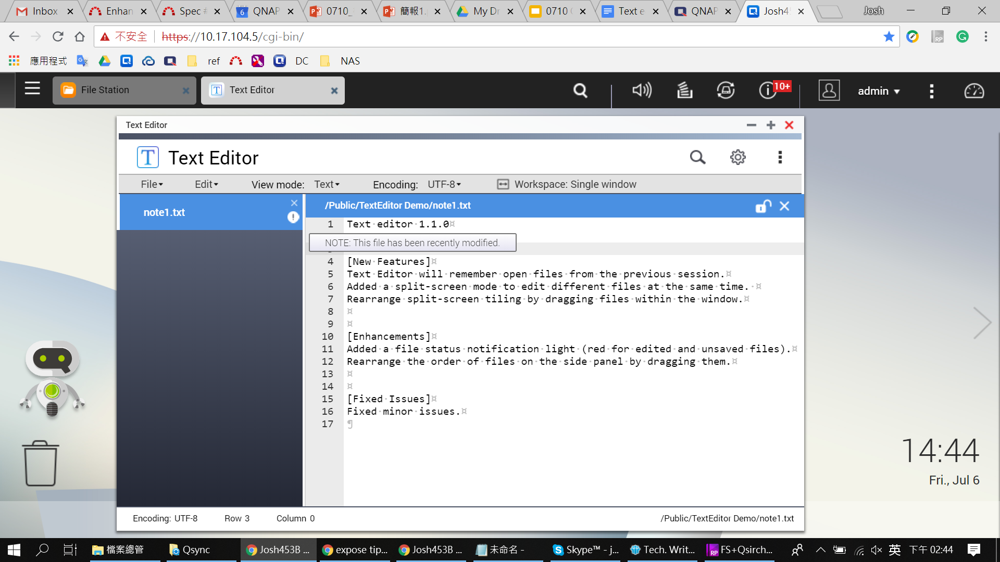 Inbox
Enhan
Spec #
6 QNAP
0710_
簡報1.
My Dr
0710
Text e
QNAP
Josh4
Josh
不安全 https://10.17.104.5/cgi-bin/
應用程式 ref DC NAS
File Station
Text Editor
10+
admin
Text Editor
T Text Editor
File Edit View mode: Text Encoding: UTF-8 Workspace: Single window
note1.txt
/Public/TextEditor Demo/note1.txt
1 Text editor 1.1.0¤
NOTE: This file has been recently modified.
4 [New·Features]¤
5 Text·Editor·will·remember·open·files·from·the·previous·session.¤
6 Added·a·split-screen·mode·to·edit·different·files·at·the·same·time.·¤
7 Rearrange·split-screen·tiling·by·dragging·files·within·the·window.¤
8 ¤
9 ¤
10 [Enhancements]¤
11 Added·a·file·status·notification·light·(red·for·edited·and·unsaved·files).¤
12 Rearrange·the·order·of·files·on·the·side·panel·by·dragging·them.¤
13 ¤
14 ¤
15 [Fixed·Issues]¤
16 Fixed·minor·issues.¤
17 ¶
14:44
Fri., Jul 6
Encoding: UTF-8 Row 3 Column 0 /Public/TextEditor Demo/note1.txt
檔案總管
Qsync
Josh453B ...
expose tip...
Josh453B ...
未命名 -
Skype™ - j...
Tech. Writ...
RP FS+Qsirch...
英
下午 02:44